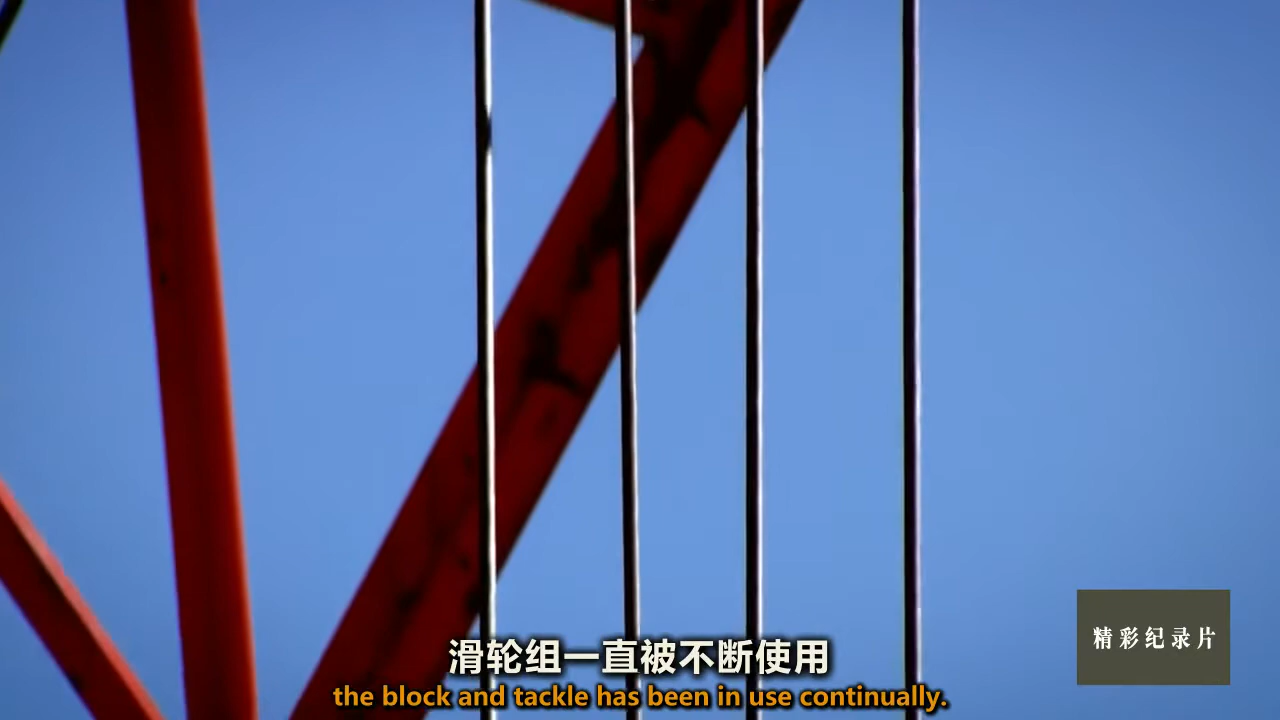 精彩纪录片
滑轮组一直被不断使用
the block and tackle has been in use continually.